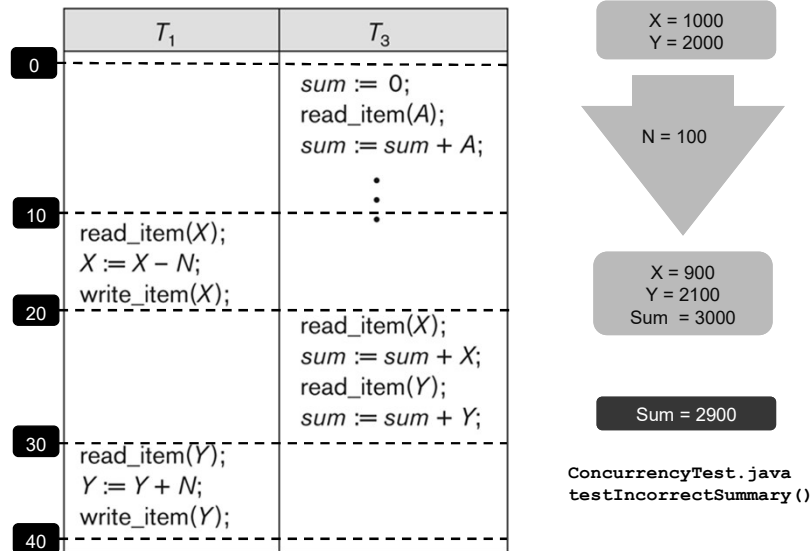 T1 T3
0
sum := 0;
read_item(A);
sum := sum + A;
10
read_item(X);
X := X – N;
write_item(X);
20
read_item(X);
sum := sum + X;
read_item(Y);
sum := sum + Y;
30
read_item(Y);
Y := Y + N;
write_item(Y);
40
X = 1000
Y = 2000
N = 100
X = 900
Y = 2100
Sum = 3000
Sum = 2900
ConcurrencyTest.java
testIncorrectSummary()